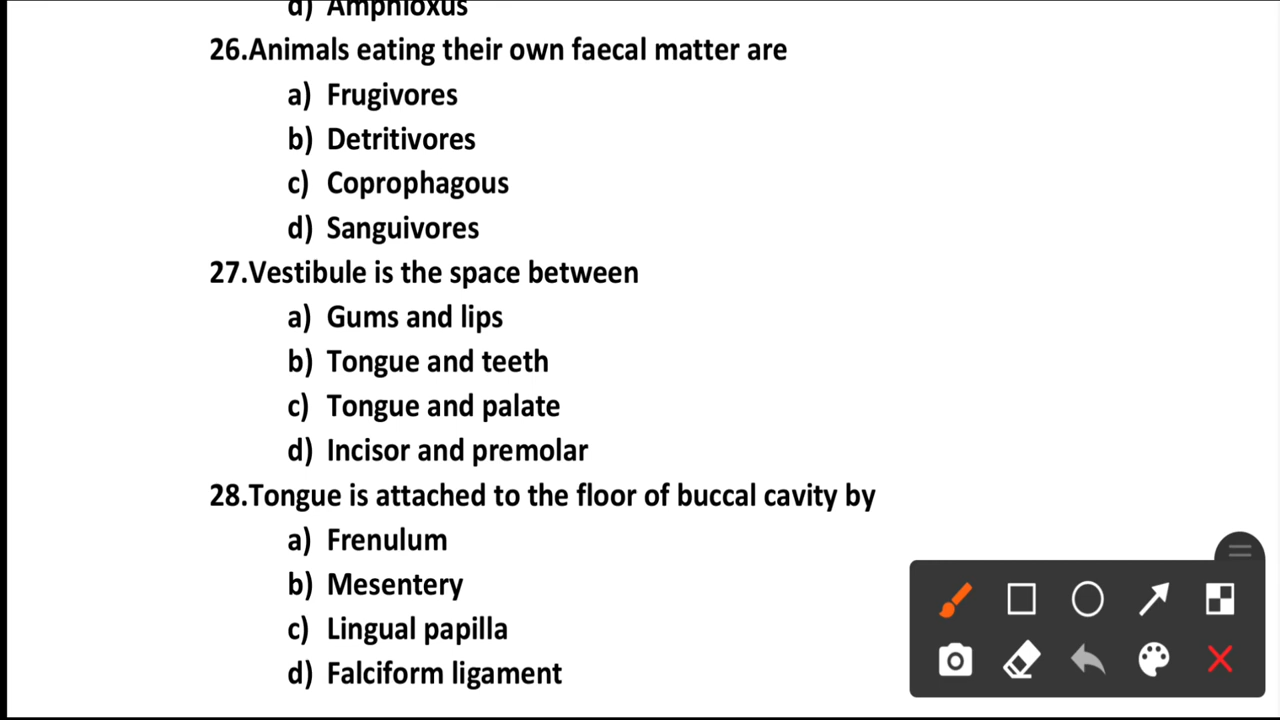 d) Amphioxus
26.Animals eating their own faecal matter are
a) Frugivores
b) Detritivores
c) Coprophagous
d) Sanguivores
27.Vestibule is the space between
a) Gums and lips
b) Tongue and teeth
c) Tongue and palate
d) Incisor and premolar
28.Tongue is attached to the floor of buccal cavity by
a) Frenulum
b) Mesentery
c) Lingual papilla
d) Falciform ligament